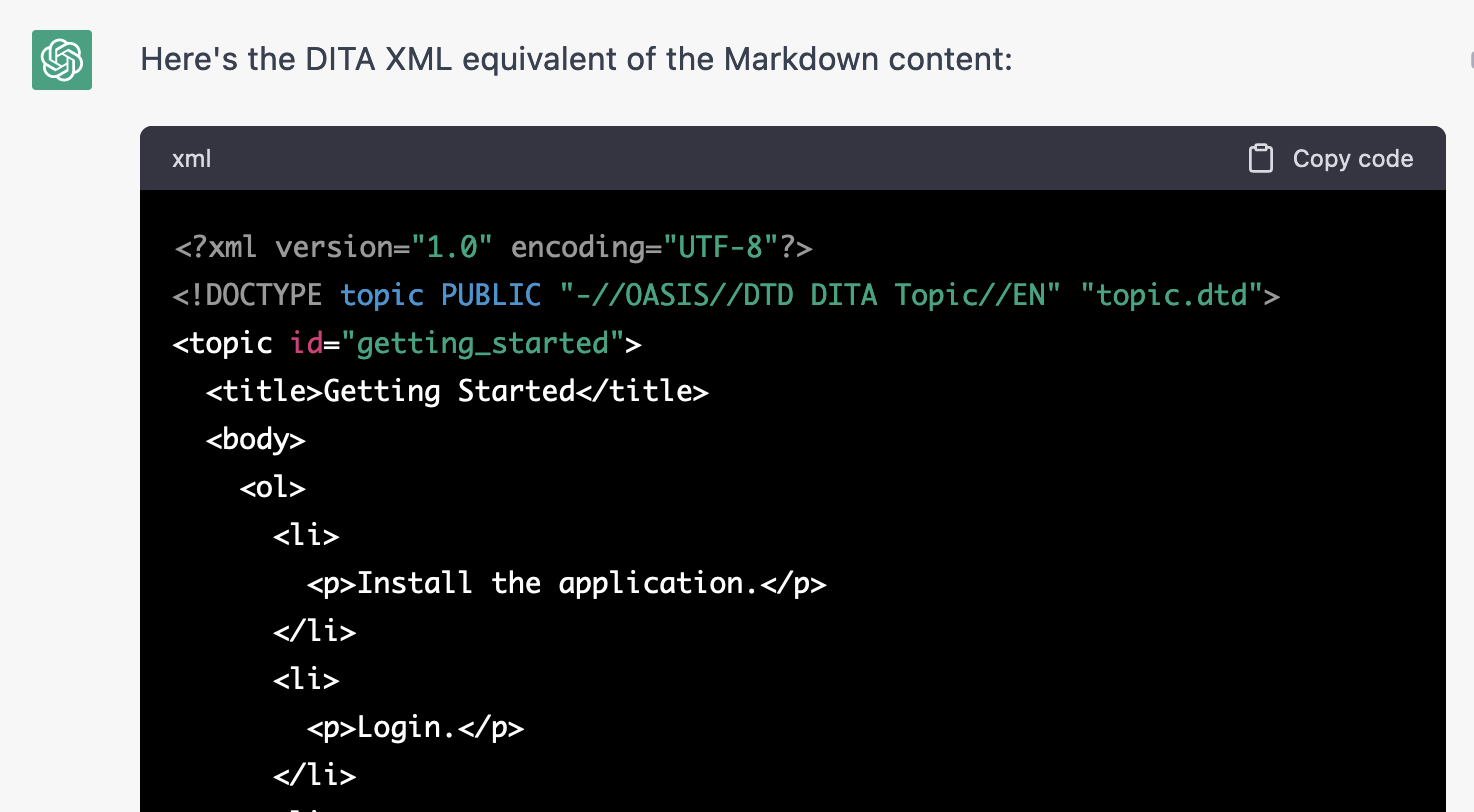 Here's the DITA XML equivalent of the Markdown content:
xml
Copy code
<?xml version="1.0" encoding="UTF-8"?>
<!DOCTYPE topic PUBLIC "-//OASIS//DTD DITA Topic//EN" "topic.dtd">
<topic id="getting_started">
  <title>Getting Started</title>
  <body>
    <ol>
      <li>
        <p>Install the application.</p>
      </li>
      <li>
        <p>Login.</p>
      </li>